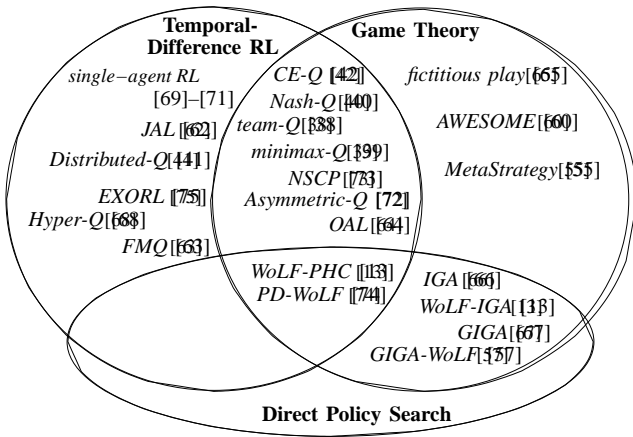 Temporal-
Difference RL
Game Theory
single-agent RL
[69]–[71]
JAL [62]
Distributed-Q [41]
EXORL [75]
Hyper-Q [68]
FMQ [63]
CE-Q [42]
Nash-Q [40]
team-Q [38]
minimax-Q [39]
NSCP [73]
Asymmetric-Q [72]
OAL [64]
fictitious play [65]
AWESOME [60]
MetaStrategy [55]
WoLF-PHC [13]
PD-WoLF [74]
IGA [66]
WoLF-IGA [13]
GIGA [67]
GIGA-WoLF [57]
Direct Policy Search